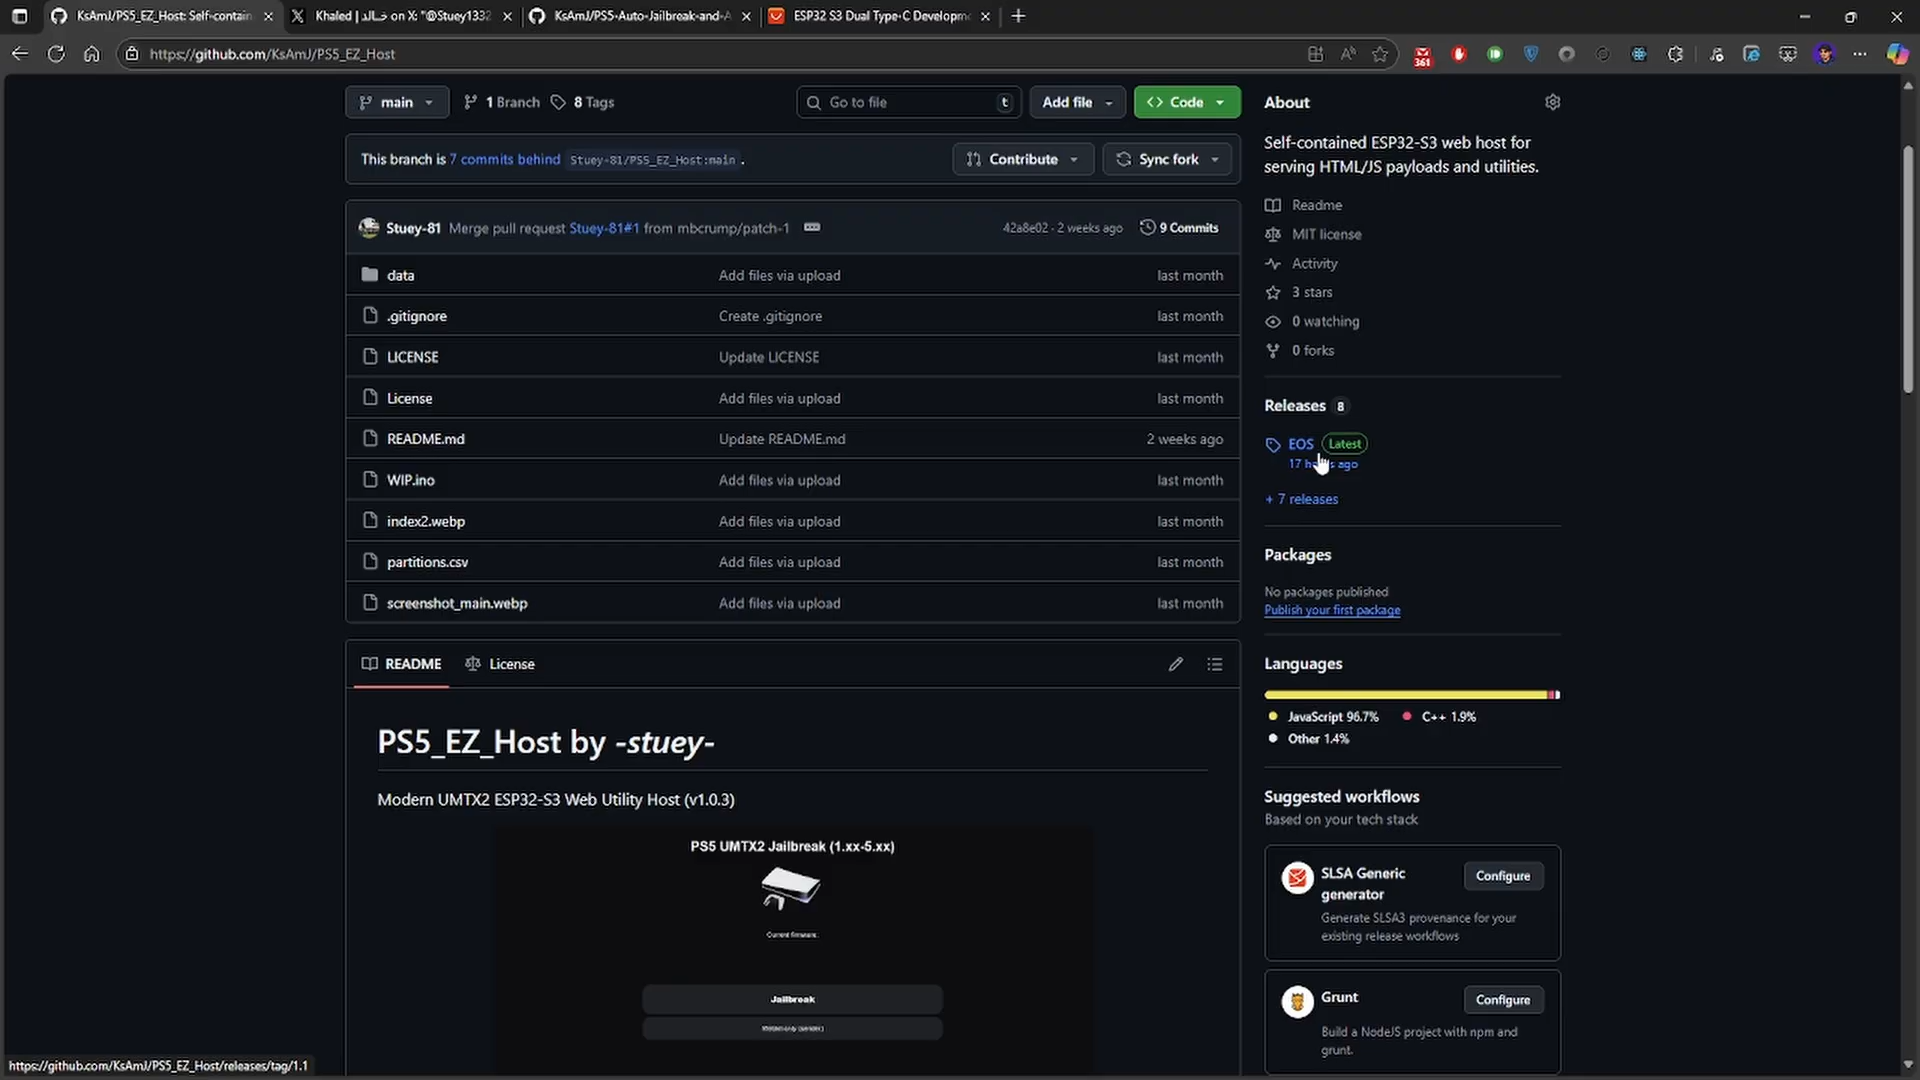 KsAmJ/PS5_EZ_Host: Self-contain
Khaled | خالد on X: "@Stuey1332
KsAmJ/PS5-Auto-Jailbreak-and-A
ESP32 S3 Dual Type-C Developm
https://github.com/KsAmJ/PS5_EZ_Host
361
main
1 Branch
8 Tags
Go to file
t
Add file
Code
This branch is 7 commits behind Stuey-81/PS5_EZ_Host:main .
Contribute
Sync fork
Stuey-81 Merge pull request Stuey-81#1 from mbcrump/patch-1
42a8e02 · 2 weeks ago
9 Commits
data Add files via upload last month
.gitignore Create .gitignore last month
LICENSE Update LICENSE last month
License Add files via upload last month
README.md Update README.md 2 weeks ago
WIP.ino Add files via upload last month
index2.webp Add files via upload last month
partitions.csv Add files via upload last month
screenshot_main.webp Add files via upload last month
README
License
PS5_EZ_Host by -stuey-
Modern UMTX2 ESP32-S3 Web Utility Host (v1.0.3)
PS5 UMTX2 Jailbreak (1.xx-5.xx)
Current firmware:
Jailbreak
About
Self-contained ESP32-S3 web host for
serving HTML/JS payloads and utilities.
Readme
MIT license
Activity
3 stars
0 watching
0 forks
Releases 8
EOS Latest
17 ago
+ 7 releases
Packages
No packages published
Publish your first package
Languages
JavaScript 96.7%
C++ 1.9%
Other 1.4%
Suggested workflows
Based on your tech stack
SLSA Generic
generator
Configure
Generate SLSA3 provenance for your
existing release workflows
Grunt
Configure
Build a NodeJS project with npm and
grunt.
https://github.com/KsAmJ/PS5_EZ_Host/releases/tag/1.1